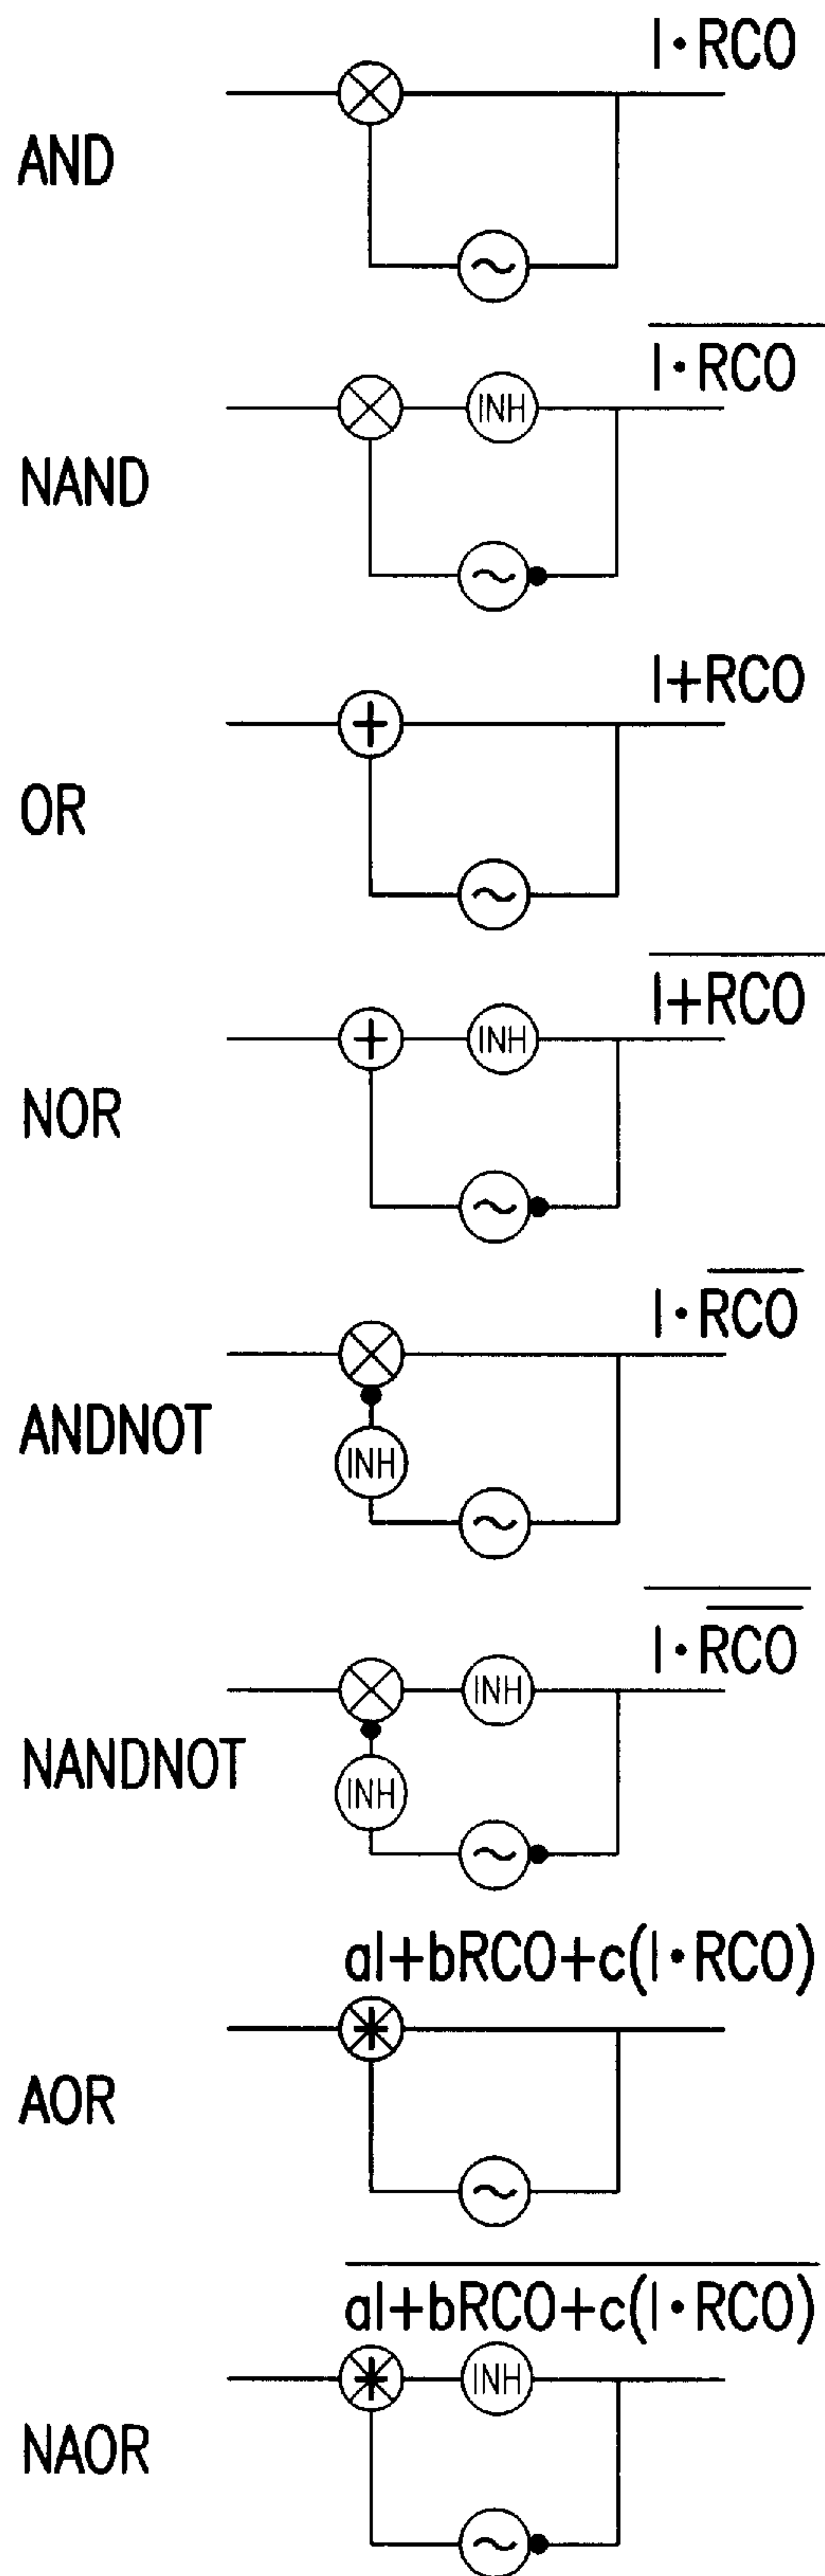 I·RCO
AND
I·RCO
INH
NAND
I+RCO
OR
I+RCO
INH
NOR
I·RCO
ANDNOT
INH
I·RCO
INH
NANDNOT
INH
aI+bRCO+c(I·RCO)
AOR
aI+bRCO+c(I·RCO)
INH
NAOR